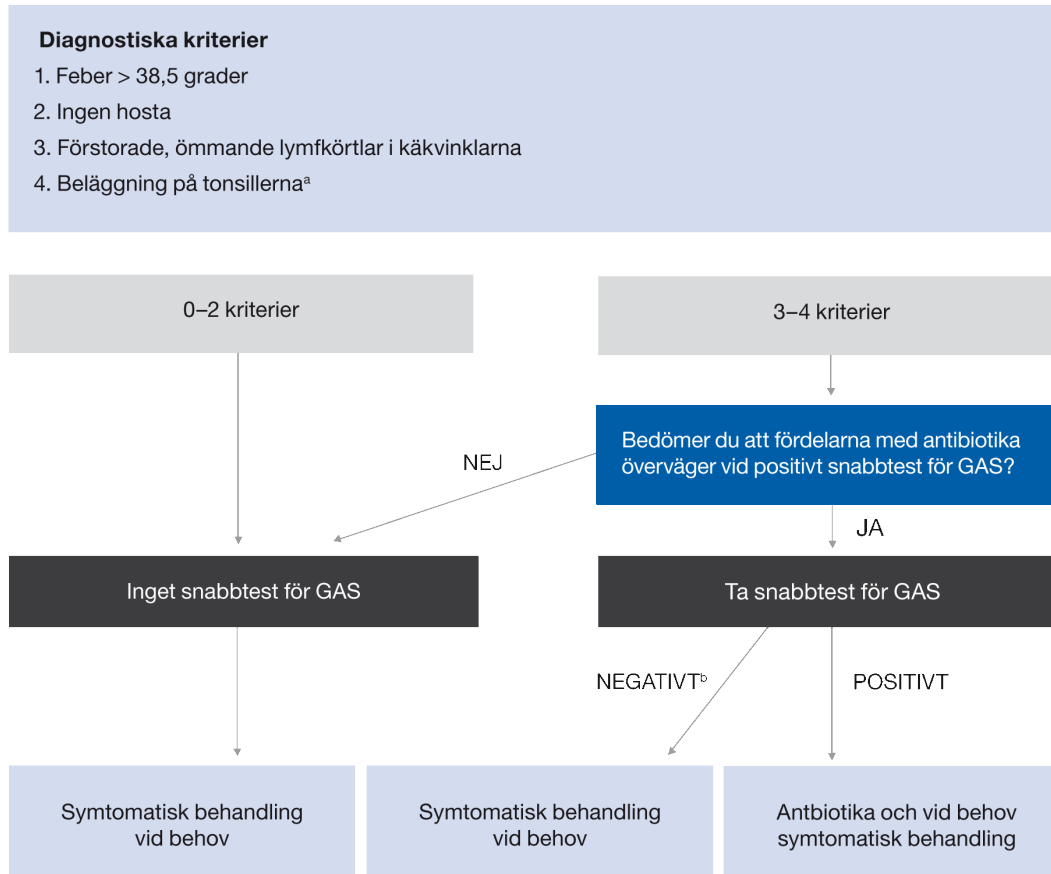 Diagnostiska kriterier
1. Feber > 38,5 grader
2. Ingen hosta
3. Förstorade, ömmande lymfkörtlar i käkvinklarna
4. Beläggning på tonsillernaᵃ
0–2 kriterier
3–4 kriterier
Bedömer du att fördelarna med antibiotika
överväger vid positivt snabbtest för GAS?
NEJ
JA
Inget snabbtest för GAS
Ta snabbtest för GAS
NEGATIVTᵇ
POSITIVT
Symtomatisk behandling
vid behov
Symtomatisk behandling
vid behov
Antbiotika och vid behov
symtomatisk behandling